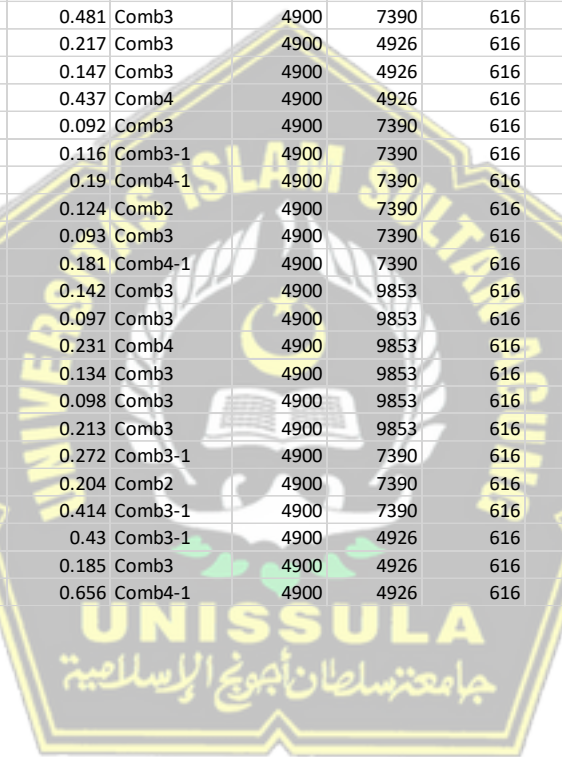 0.481 Comb3 4900 7390 616
0.217 Comb3 4900 4926 616
0.147 Comb3 4900 4926 616
0.437 Comb4 4900 4926 616
0.092 Comb3 4900 7390 616
0.116 Comb3-1 4900 7390 616
0.19 Comb4-1 4900 7390 616
0.124 Comb2 4900 7390 616
0.093 Comb3 4900 7390 616
0.181 Comb4-1 4900 7390 616
0.142 Comb3 4900 9853 616
0.097 Comb3 4900 9853 616
0.231 Comb4 4900 9853 616
0.134 Comb3 4900 9853 616
0.098 Comb3 4900 9853 616
0.213 Comb3 4900 9853 616
0.272 Comb3-1 4900 7390 616
0.204 Comb2 4900 7390 616
0.414 Comb3-1 4900 7390 616
0.43 Comb3-1 4900 4926 616
0.185 Comb3 4900 4926 616
0.656 Comb4-1 4900 4926 616
UNIVERSITAS ISLAM SULTAN AGUNG
UNISSULA
جامعة سلطان أجونج الإسلامية